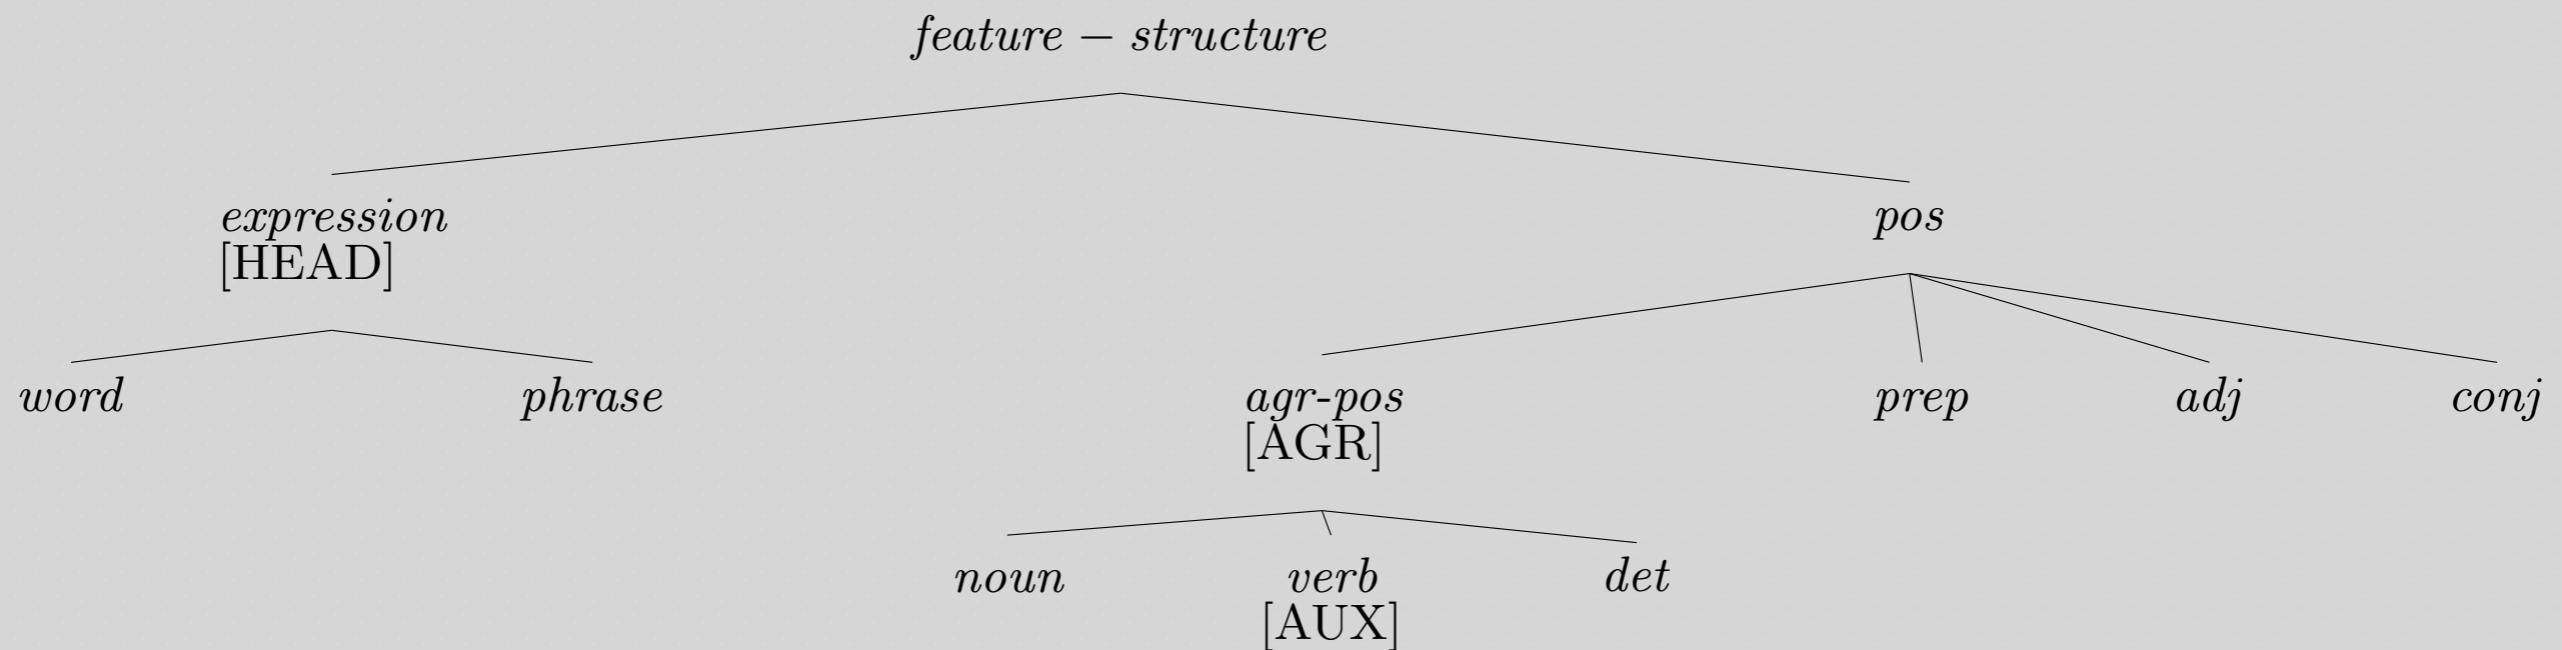 feature – structure
expression
[HEAD]
pos
word
phrase
agr-pos
[AGR]
prep
adj
conj
noun
verb
[AUX]
det